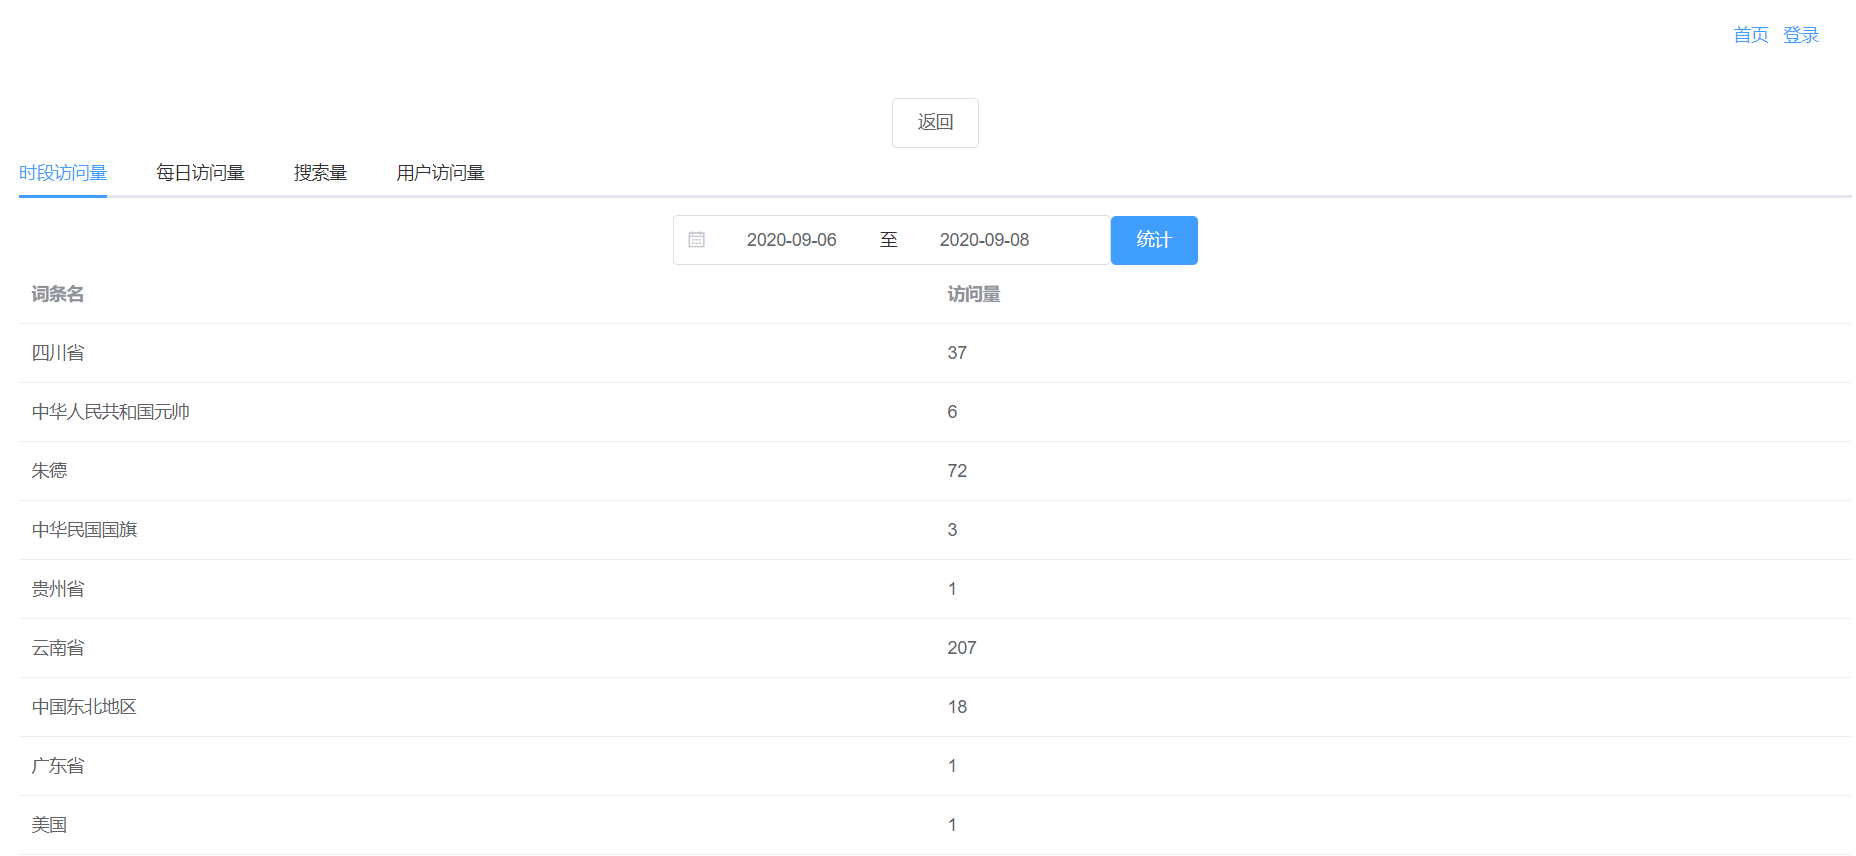 首页 登录
返回
时段访问量 每日访问量 搜索量 用户访问量
2020-09-06 至 2020-09-08 统计
词条名 访问量
四川省 37
中华人民共和国元帅 6
朱德 72
中华民国国旗 3
贵州省 1
云南省 207
中国东北地区 18
广东省 1
美国 1